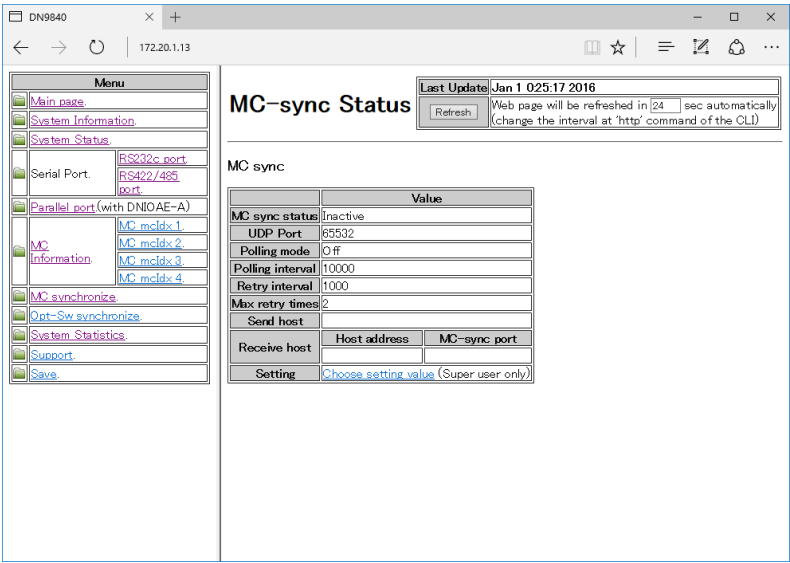 DN9840
172.20.1.13
Menu
Main page.
System Information.
System Status.
Serial Port.
RS232c port.
RS422/485
port.
Parallel port.(with DNIOAE-A)
MC
Information.
MC mcIdx 1.
MC mcIdx 2.
MC mcIdx 3.
MC mcIdx 4.
MC synchronize.
Opt-Sw synchronize.
System Statistics.
Support.
Save.
MC-sync Status
Last Update Jan 1 0:25:17 2016
Refresh
Web page will be refreshed in 24 sec automatically
(change the interval at 'http' command of the CLI)
MC sync
Value
MC sync status Inactive
UDP Port 65532
Polling mode Off
Polling interval 10000
Retry interval 1000
Max retry times 2
Send host
Receive host
Host address MC-sync port
Setting Choose setting value (Super user only)